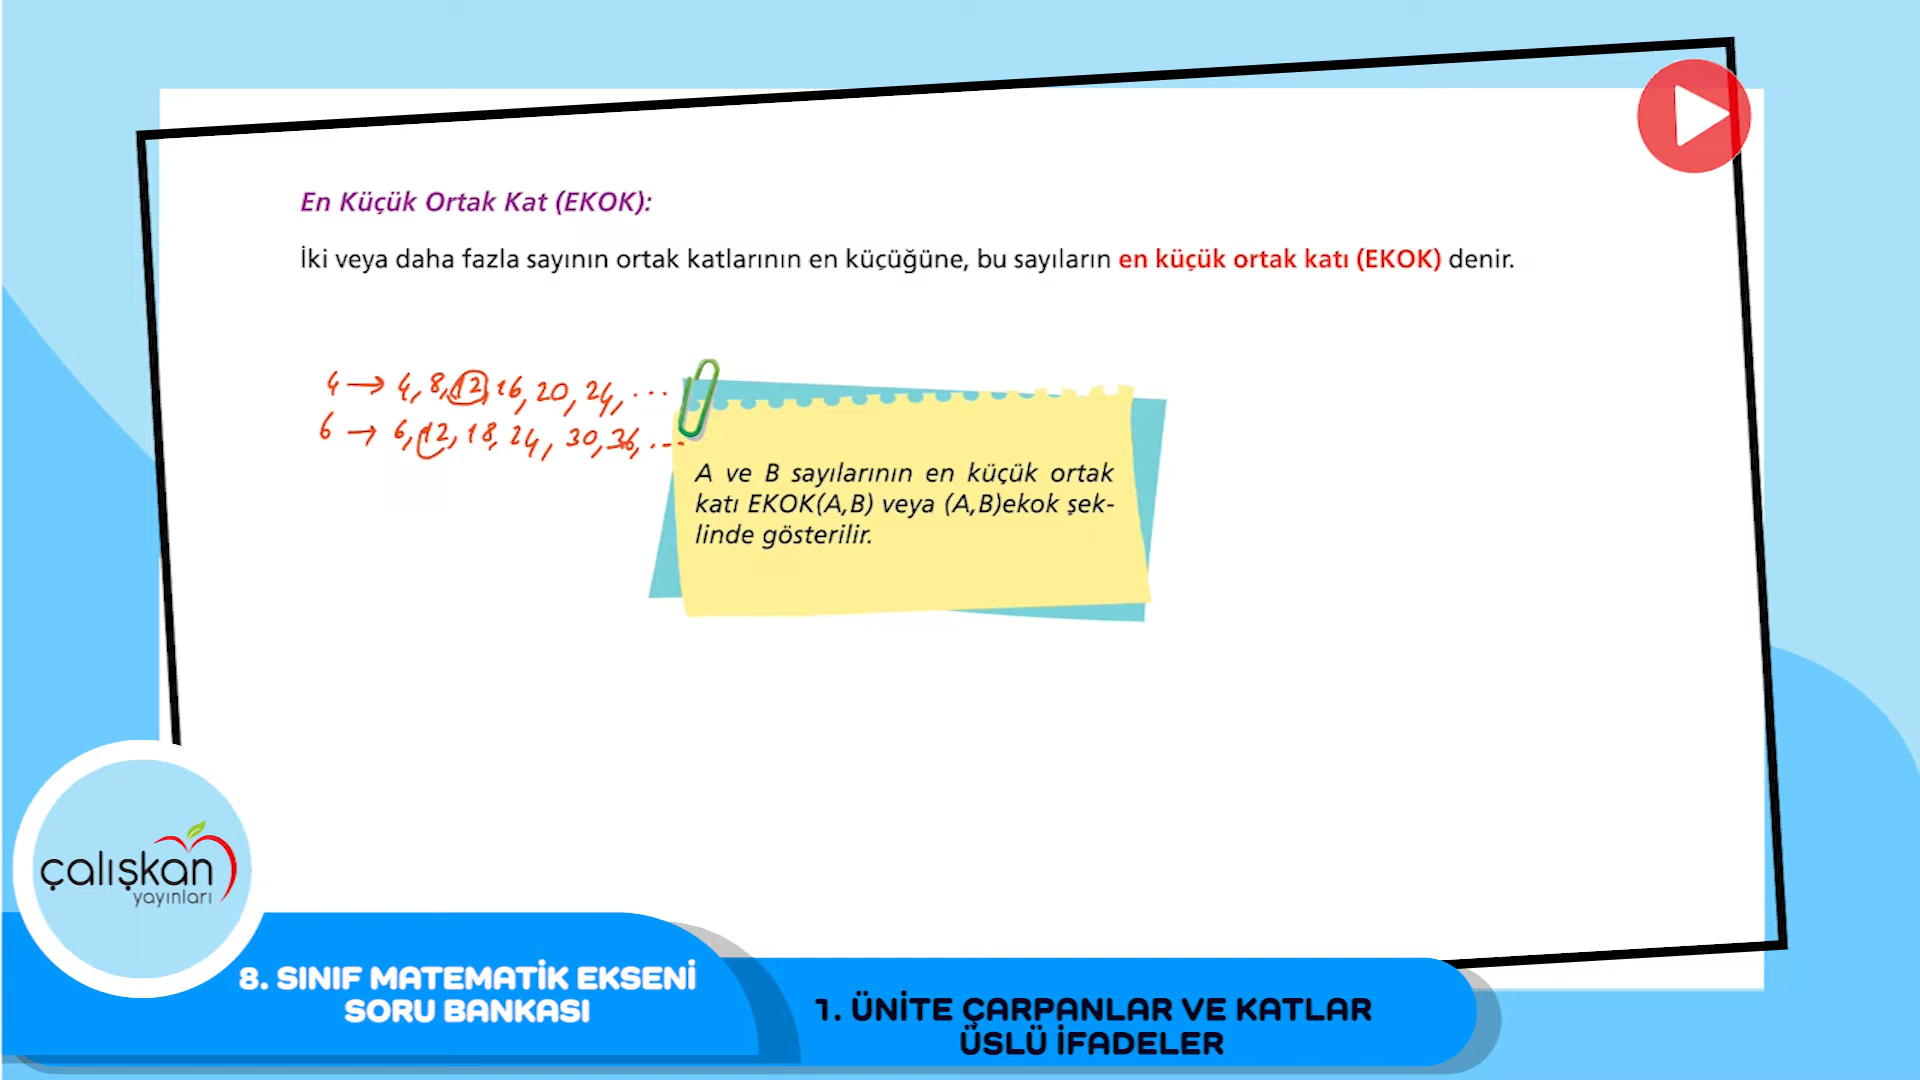 En Küçük Ortak Kat (EKOK):
İki veya daha fazla sayının ortak katlarının en küçüğüne, bu sayıların en küçük ortak katı (EKOK) denir.
4 → 4, 8, 12, 16, 20, 24, ...
6 → 6, 12, 18, 24, 30, 36, ...
A ve B sayılarının en küçük ortak
katı EKOK(A,B) veya (A,B)ekok şek-
linde gösterilir.
çalışkan
yayınları
8. SINIF MATEMATİK EKSENİ
SORU BANKASI
1. ÜNİTE ÇARPANLAR VE KATLAR
ÜSLÜ İFADELER